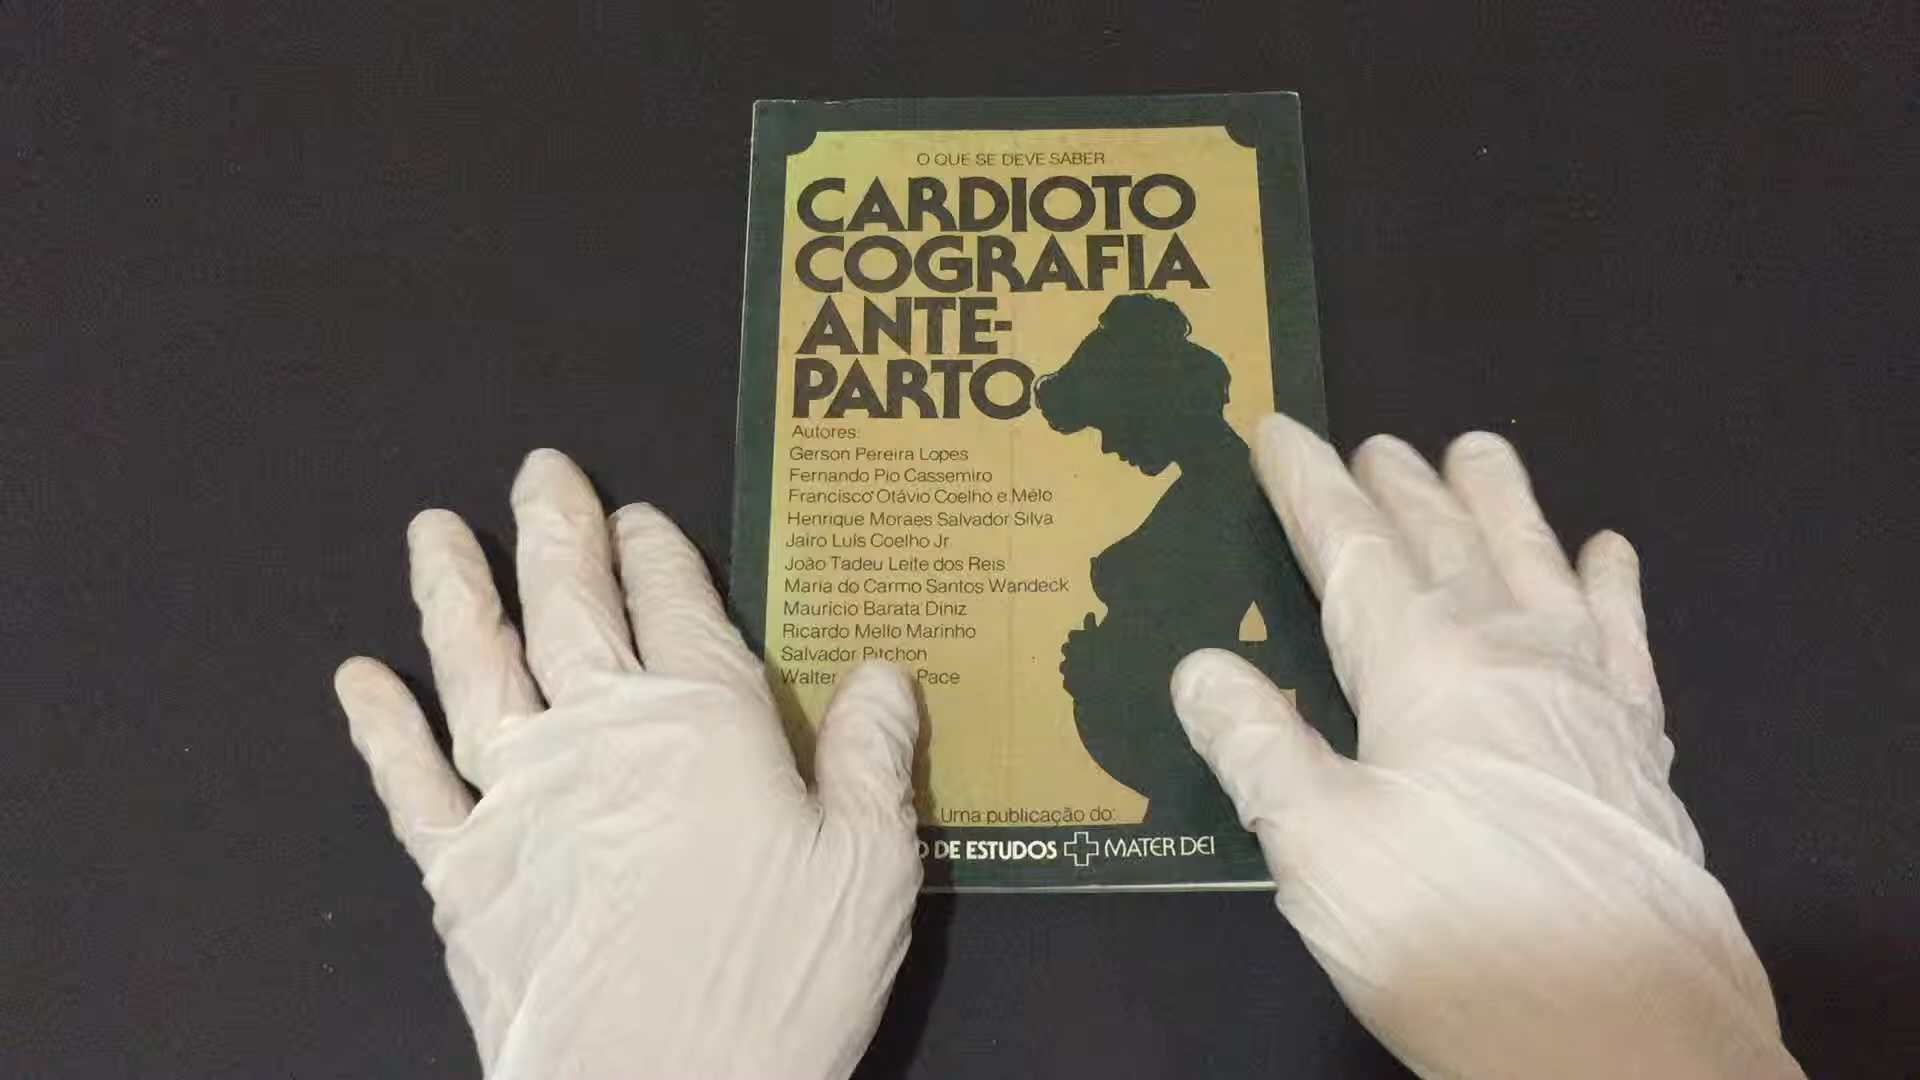 O QUE SE DEVE SABER
CARDIOTO
COGRAFIA
ANTE-
PARTO
Autores:
Gerson Pereira Lopes
Fernando Pio Cassemiro
Francisco Otávio Coelho e Mélo
Henrique Moraes Salvador Silva
Jairo Luís Coelho Jr.
João Tadeu Leite dos Reis
Maria do Carmo Santos Wandeck
Maurício Barata Diniz
Ricardo Mello Marinho
Salvador Pitchon
Walter Pace
Uma publicação do:
DE ESTUDOS MATER DEI